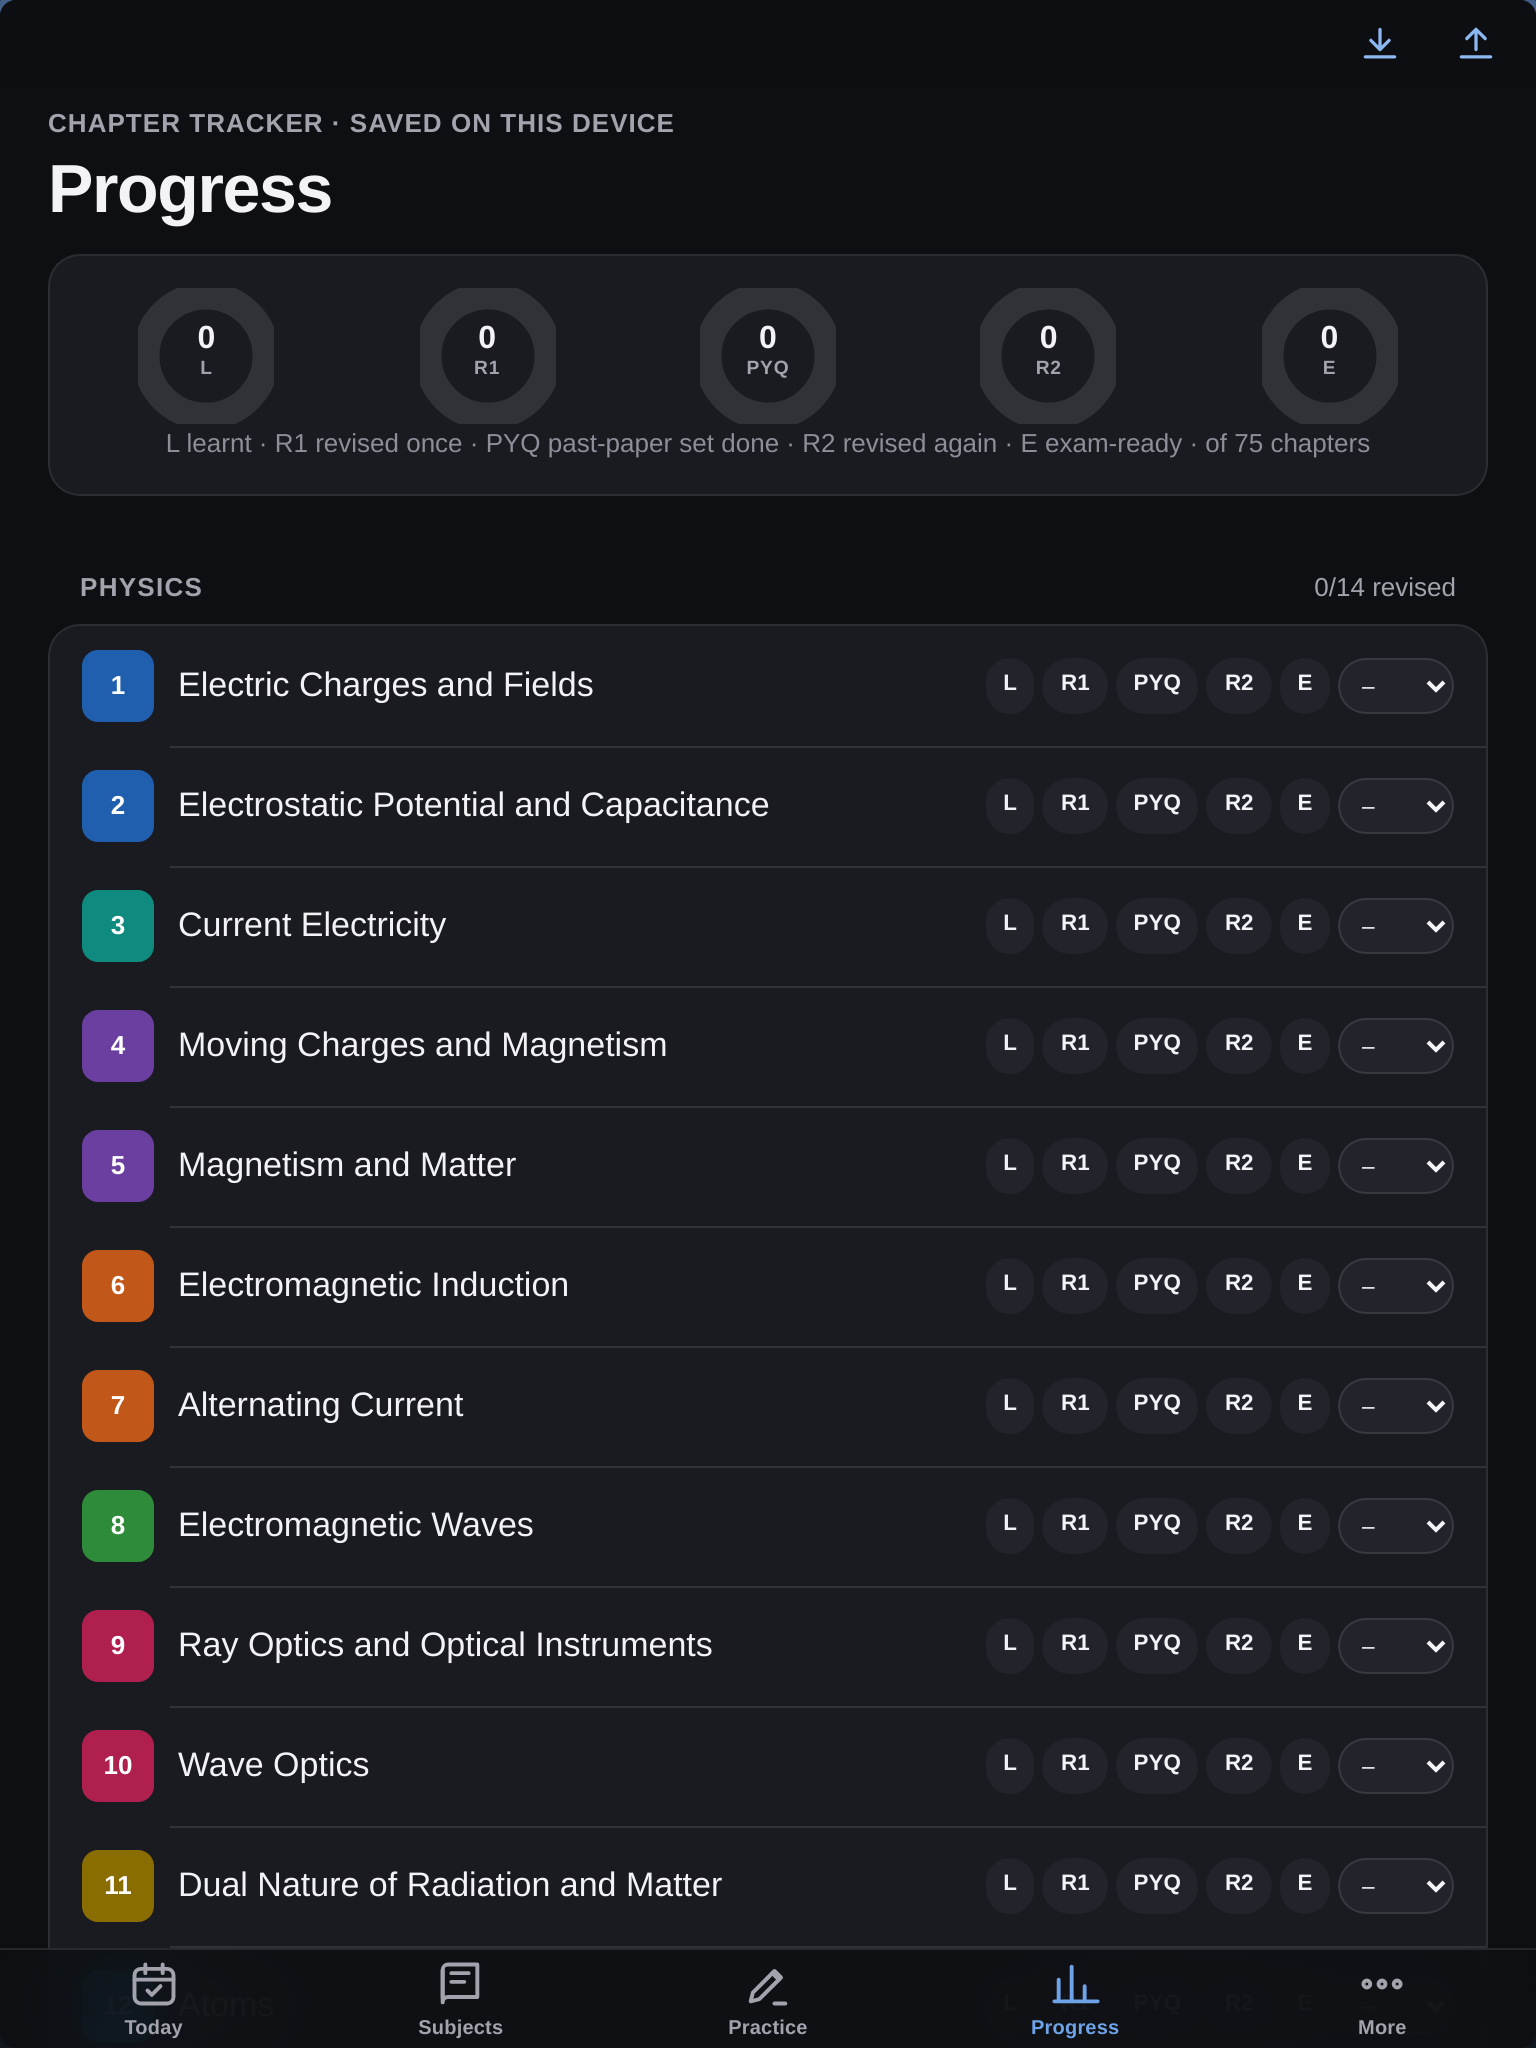 CHAPTER TRACKER · SAVED ON THIS DEVICE
Progress
0 0 0 0 0
L R1 PYQ R2 E
L learnt · R1 revised once · PYQ past-paper set done · R2 revised again · E exam-ready · of 75 chapters
PHYSICS 0/14 revised
1 Electric Charges and Fields L R1 PYQ R2 E –
2 Electrostatic Potential and Capacitance L R1 PYQ R2 E –
3 Current Electricity L R1 PYQ R2 E –
4 Moving Charges and Magnetism L R1 PYQ R2 E –
5 Magnetism and Matter L R1 PYQ R2 E –
6 Electromagnetic Induction L R1 PYQ R2 E –
7 Alternating Current L R1 PYQ R2 E –
8 Electromagnetic Waves L R1 PYQ R2 E –
9 Ray Optics and Optical Instruments L R1 PYQ R2 E –
10 Wave Optics L R1 PYQ R2 E –
11 Dual Nature of Radiation and Matter L R1 PYQ R2 E –
12 Atoms L R1 PYQ R2 E –
Today Subjects Practice Progress More